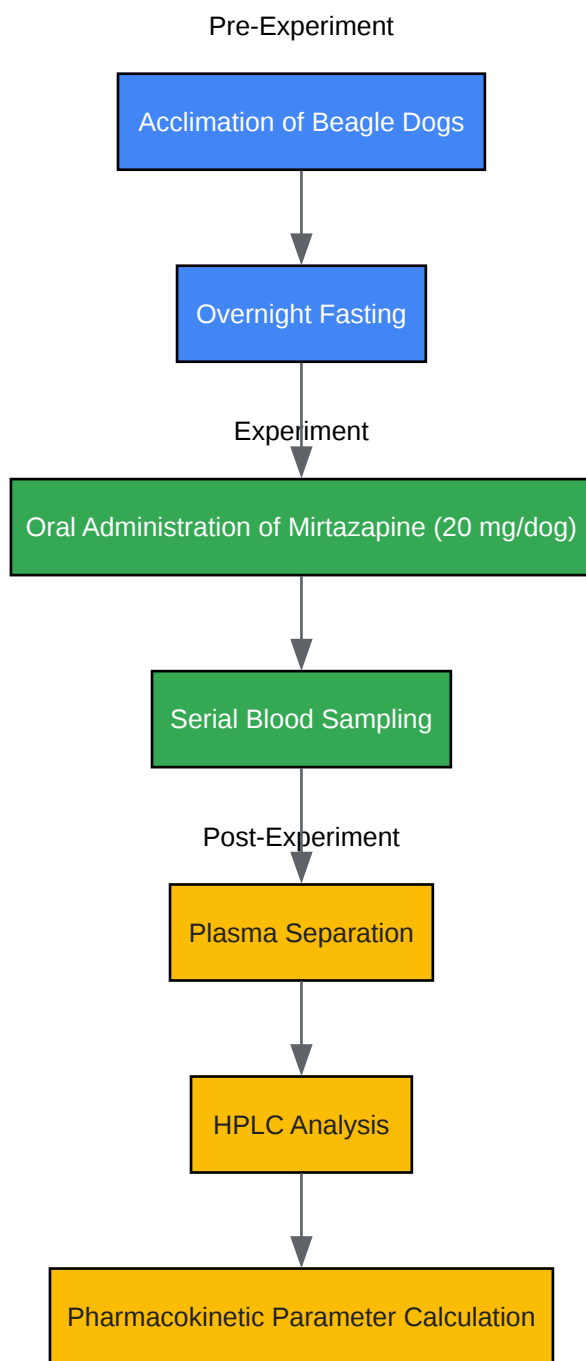 Pre-Experiment
Acclimation of Beagle Dogs
Overnight Fasting
Experiment
Oral Administration of Mirtazapine (20 mg/dog)
Serial Blood Sampling
Post-Experiment
Plasma Separation
HPLC Analysis
Pharmacokinetic Parameter Calculation